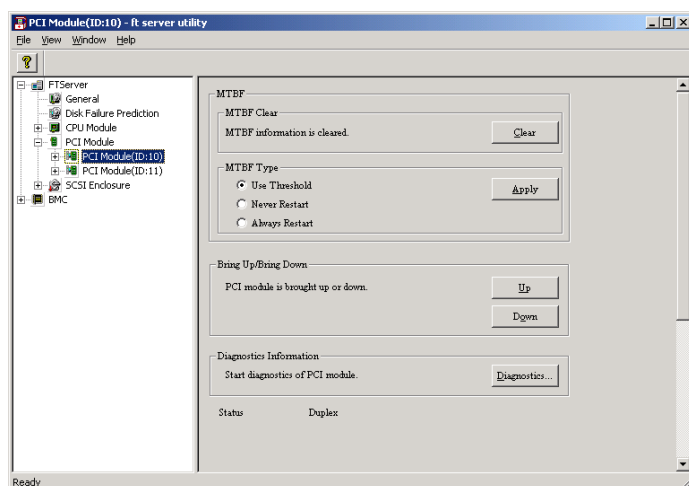 PCI Module(ID:10) - ft server utility
File View Window Help
FTServer
General
Disk Failure Prediction
CPU Module
PCI Module
PCI Module(ID:10)
PCI Module(ID:11)
SCSI Enclosure
BMC
MTBF
MTBF Clear
MTBF information is cleared.
Clear
MTBF Type
Use Threshold
Apply
Never Restart
Always Restart
Bring Up/Bring Down
PCI module is brought up or down.
Up
Down
Diagnostics Information
Start diagnostics of PCI module.
Diagnostics...
Status Duplex
Ready